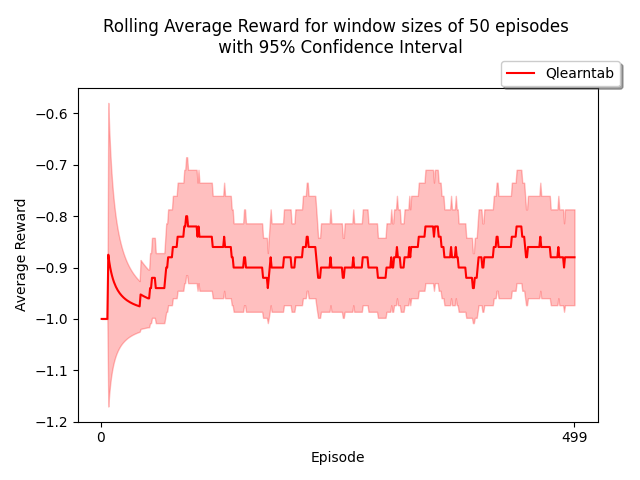 Rolling Average Reward for window sizes of 50 episodes
with 95% Confidence Interval
Qlearntab
−0.6
−0.7
−0.8
−0.9
−1.0
−1.1
−1.2
Average Reward
0
499
Episode